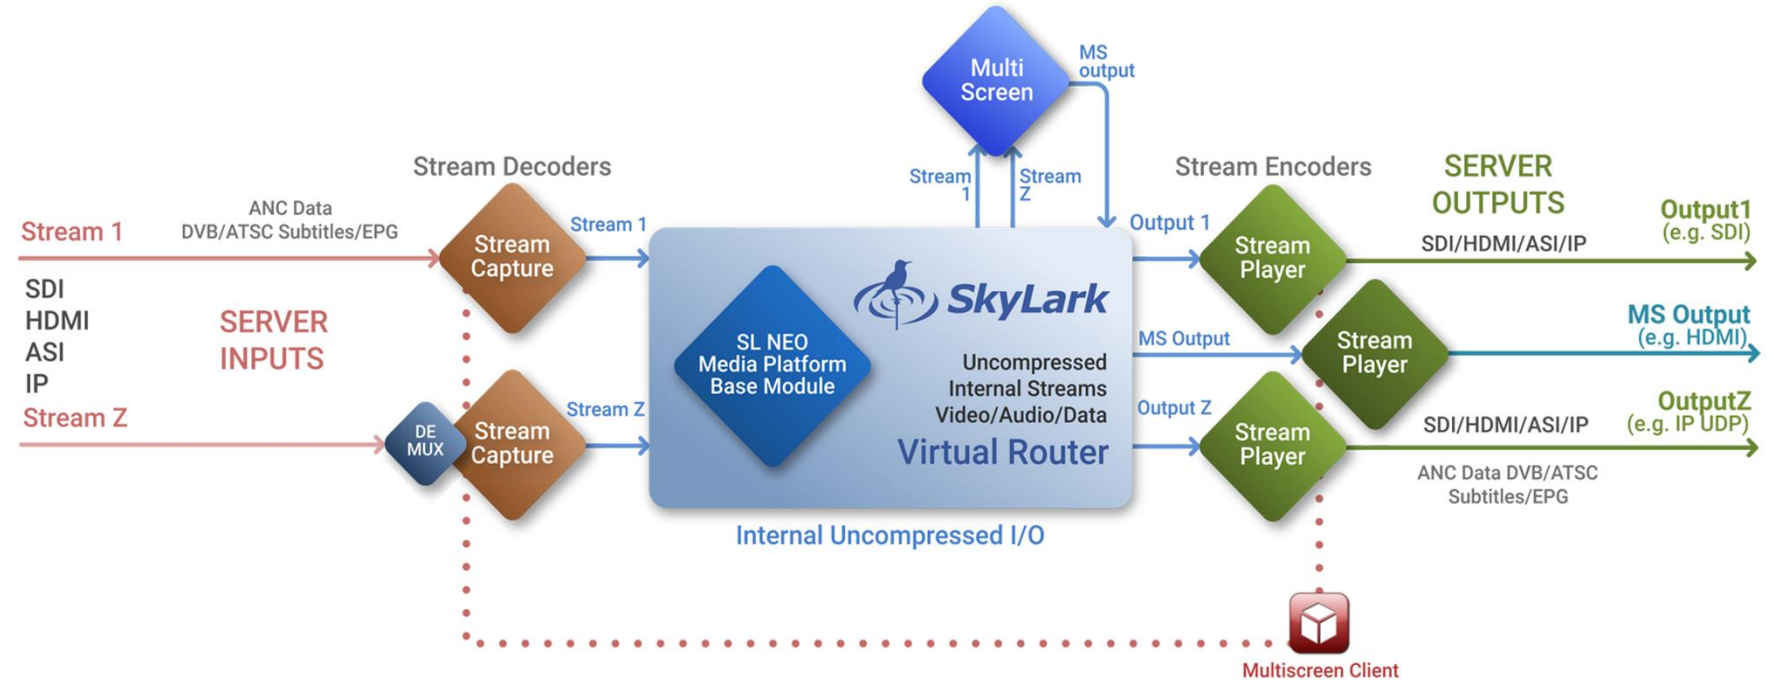 Multi
Screen
MS
output
Stream
1
Stream
Z
Stream Decoders
Stream Encoders
SERVER
OUTPUTS
ANC Data
DVB/ATSC Subtitles/EPG
Stream 1
Stream
Capture
Stream 1
Output 1
Stream
Player
SDI/HDMI/ASI/IP
Output1
(e.g. SDI)
SDI
HDMI
ASI
IP
SERVER
INPUTS
SkyLark
SL NEO
Media Platform
Base Module
Uncompressed
Internal Streams
Video/Audio/Data
Virtual Router
MS Output
Stream
Player
MS Output
(e.g. HDMI)
Stream Z
DE
MUX
Stream
Capture
Stream Z
Output Z
Stream
Player
SDI/HDMI/ASI/IP
OutputZ
(e.g. IP UDP)
ANC Data DVB/ATSC
Subtitles/EPG
Internal Uncompressed I/O
Multiscreen Client